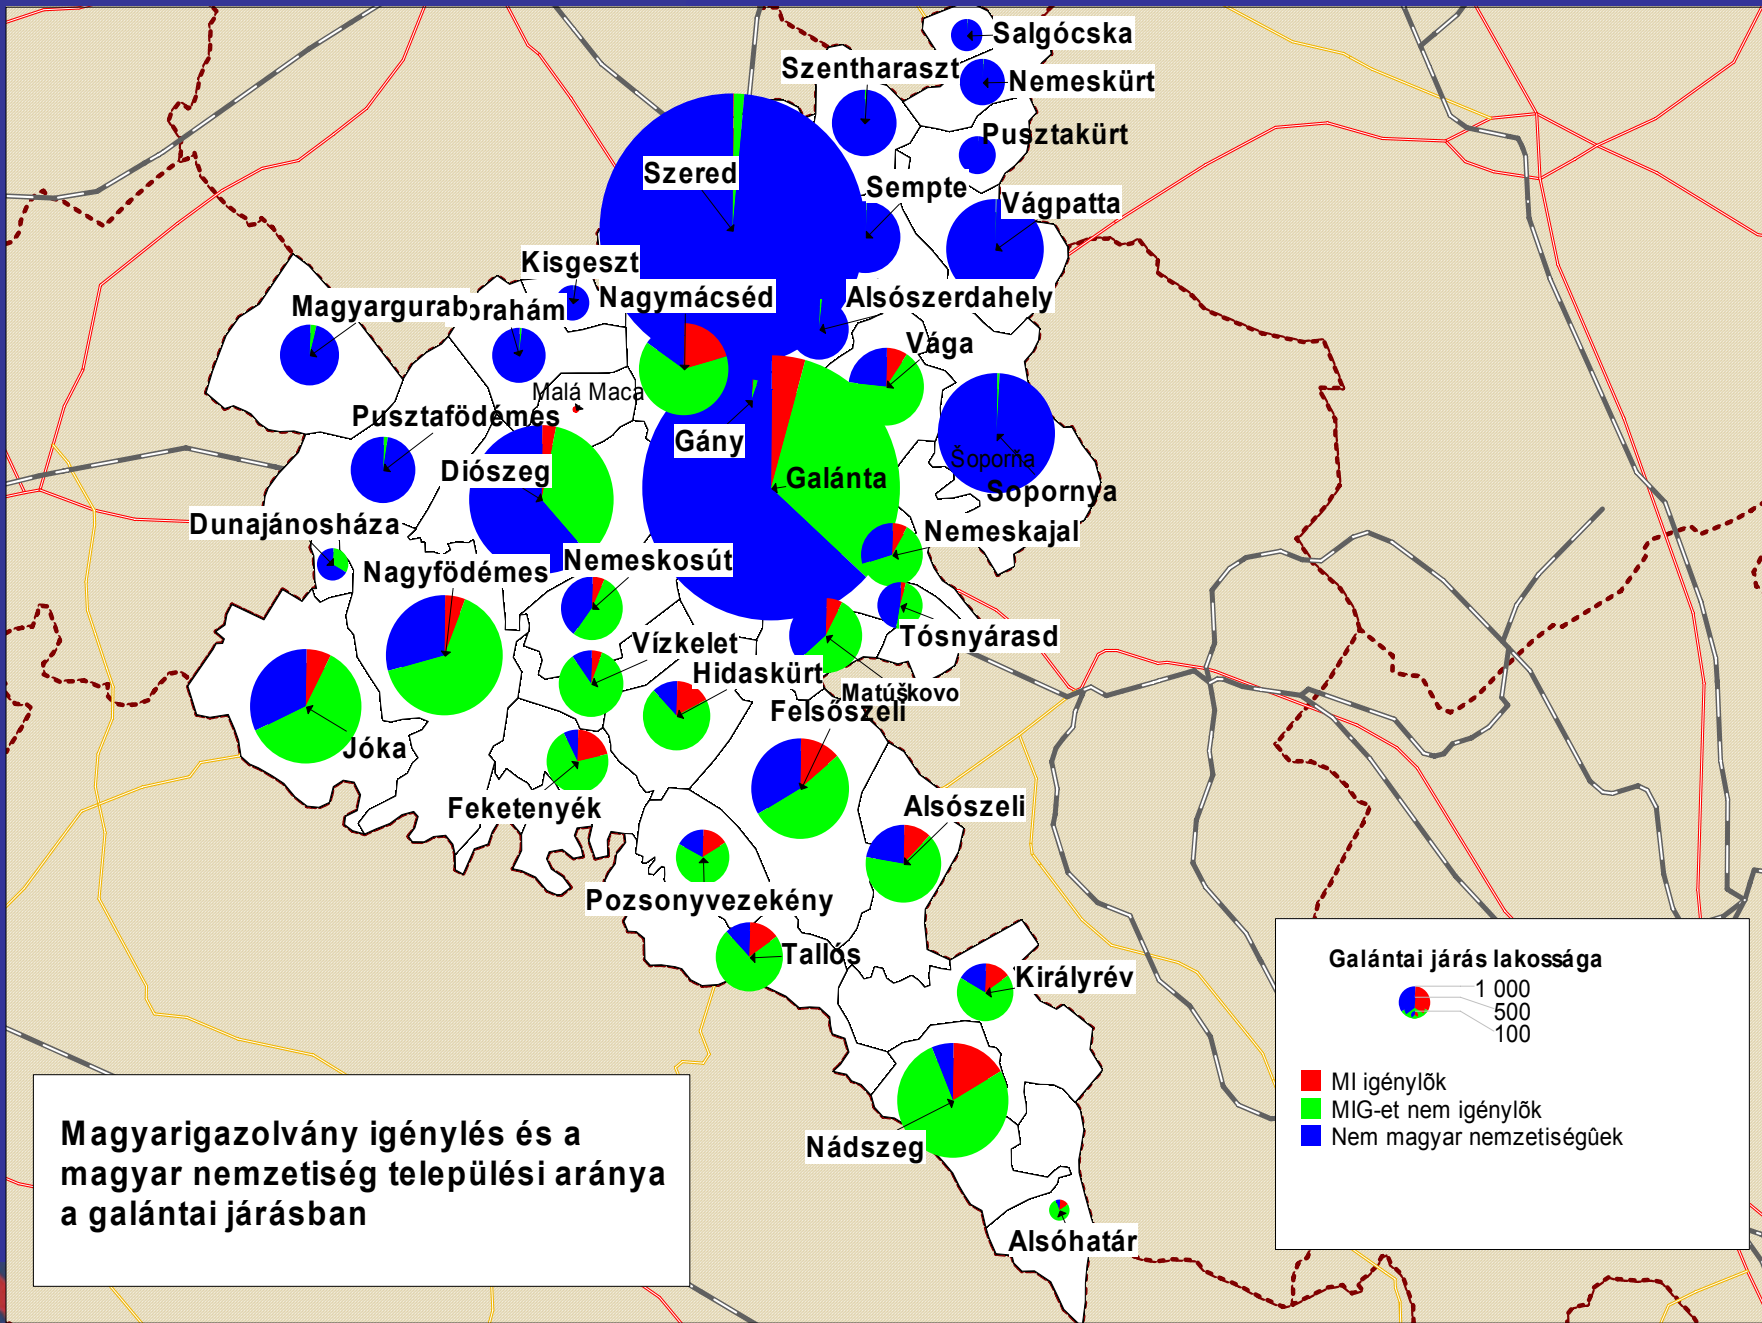 Salgócska
Szentharaszt
Nemeskürt
Pusztakürt
Szered
Sempte
Vágpatta
Kisgeszt
Nagymácséd
Alsószerdahely
Magyargurab
brahám
Vága
Malá Maca
Pusztafödémes
Gány
Diószeg
Galánta
Šoporňa
Sopornya
Dunajánosháza
Nemeskajal
Nemeskosút
Nagyfödémes
Tósnyárasd
Vízkelet
Hidaskürt
Matúškovo
Felsőszeli
Jóka
Feketenyék
Alsószeli
Pozsonyvezekény
Tallós
Királyrév
Nádszeg
Alsóhatár
Galántai járás lakossága
1 000
500
100
MI igénylõk
MIG-et nem igénylõk
Nem magyar nemzetiségûek
Magyarigazolvány igénylés és a
magyar nemzetiség települési aránya
a galántai járásban